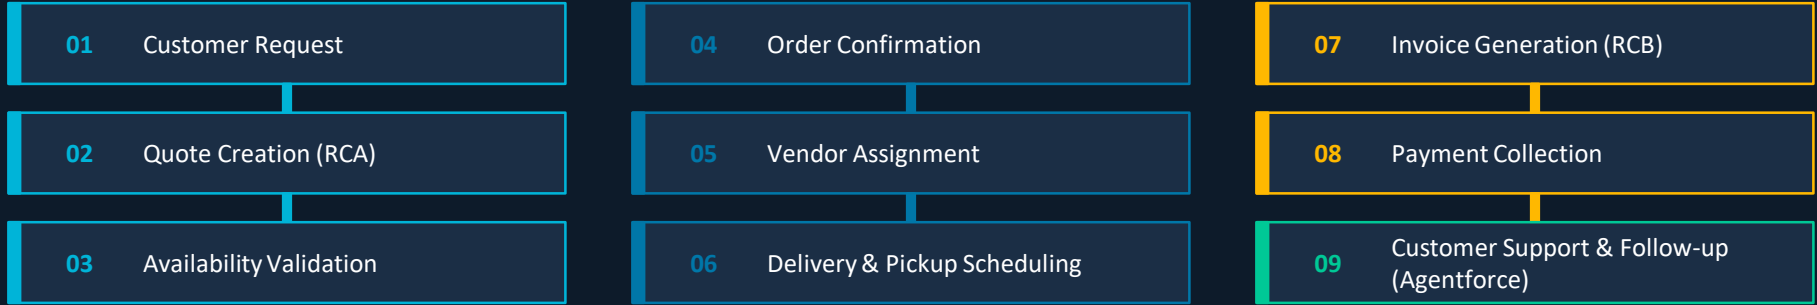 01 Customer Request
02 Quote Creation (RCA)
03 Availability Validation
04 Order Confirmation
05 Vendor Assignment
06 Delivery & Pickup Scheduling
07 Invoice Generation (RCB)
08 Payment Collection
09 Customer Support & Follow-up
(Agentforce)